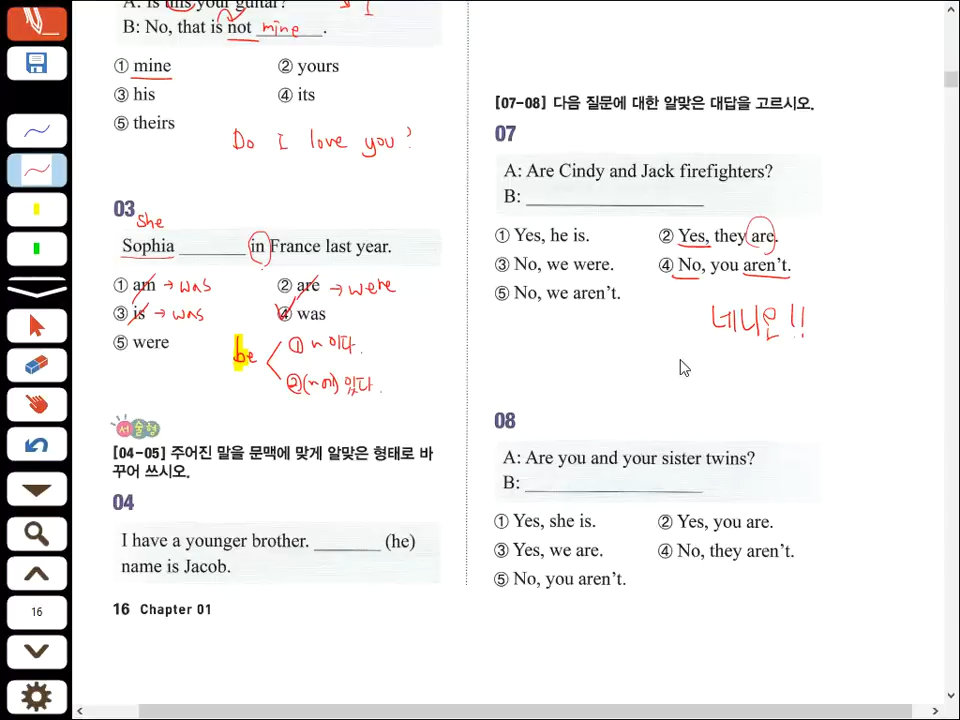 A: Is this your guitar?
B: No, that is not mine.
① mine
② yours
③ his
④ its
⑤ theirs
Do I love you?
03
she
Sophia ________ in France last year.
① am → was
② are → were
③ is → was
④ was
⑤ were
be
① n 이다.
②(n 에) 있다.
서술형
[04-05] 주어진 말을 문맥에 맞게 알맞은 형태로 바
꾸어 쓰시오.
04
I have a younger brother. ________ (he)
name is Jacob.
16 Chapter 01
[07-08] 다음 질문에 대한 알맞은 대답을 고르시오.
07
A: Are Cindy and Jack firefighters?
B: ____________________
① Yes, he is.
② Yes, they are.
③ No, we were.
④ No, you aren't.
⑤ No, we aren't.
네니요!!
08
A: Are you and your sister twins?
B: ____________________
① Yes, she is.
② Yes, you are.
③ Yes, we are.
④ No, they aren't.
⑤ No, you aren't.
16